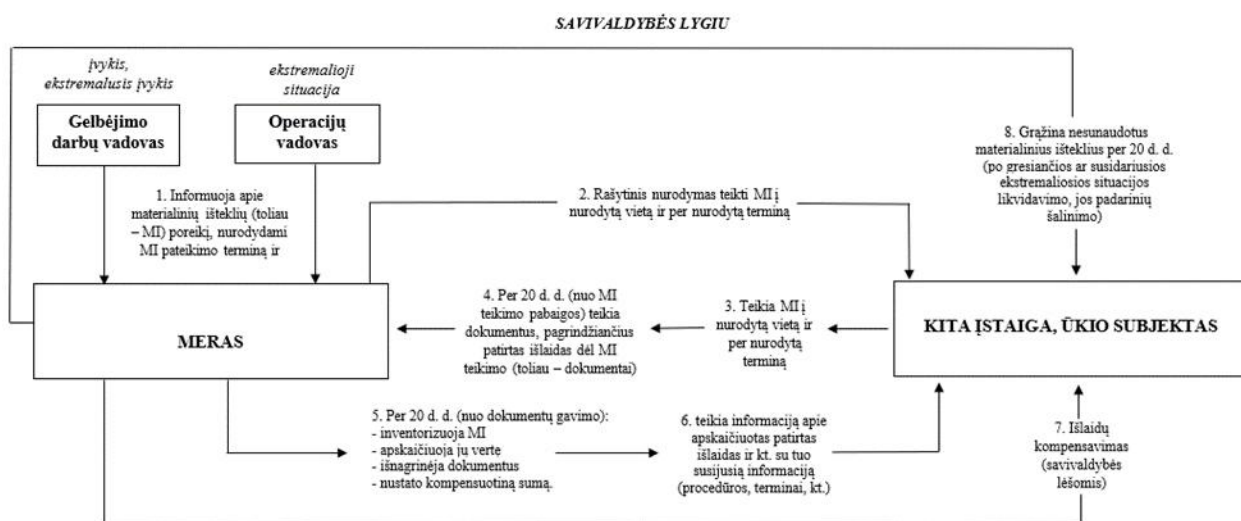 SAVIVALDYBĖS LYGIU
įvykis,
ekstremalusis įvykis
ekstremalioji
situacija
Gelbėjimo
darbų vadovas
Operacijų
vadovas
1. Informuoja apie
materialinių išteklių (toliau
– MI) poreikį, nurodydami
MI pateikimo terminą ir
2. Rašytinis nurodymas teikti MI į
nurodytą vietą ir per nurodytą terminą
8. Grąžina nesunaudotus
materialinius išteklius per 20 d. d.
(po gresiančios ar susidariusios
ekstremaliosios situacijos
likvidavimo, jos padarinių
šalinimo)
MERAS
4. Per 20 d. d. (nuo MI
teikimo pabaigos) teikia
dokumentus, pagrindžiančius
patirtas išlaidas dėl MI
teikimo (toliau – dokumentai)
3. Teikia MI į
nurodytą vietą ir
per nurodytą
terminą
KITA ĮSTAIGA, ŪKIO SUBJEKTAS
5. Per 20 d. d. (nuo dokumentų gavimo):
- inventorizuoja MI
- apskaičiuoja jų vertę
- išnagrinėja dokumentus
- nustato kompensuotiną sumą.
6. teikia informaciją apie
apskaičiuotas patirtas
išlaidas ir kt. su tuo
susijusią informaciją
(procedūros, terminai, kt.)
7. Išlaidų
kompensavimas
(savivaldybės
lėšomis)